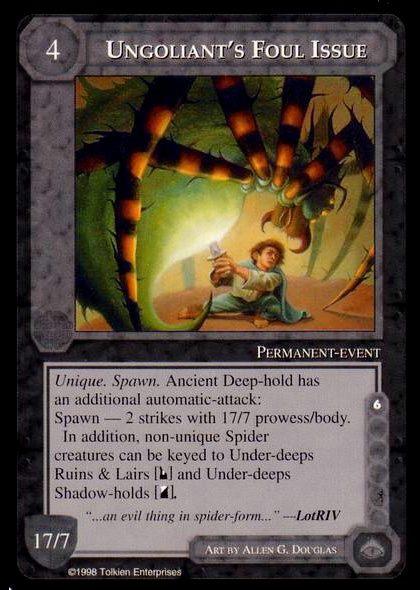 4
UNGOLIANT'S FOUL ISSUE
PERMANENT-EVENT
Unique. Spawn. Ancient Deep-hold has
an additional automatic-attack:
Spawn — 2 strikes with 17/7 prowess/body.
In addition, non-unique Spider
creatures can be keyed to Under-deeps
Ruins & Lairs [] and Under-deeps
Shadow-holds [].
6
"...an evil thing in spider-form..." —LotRIV
17/7
ART BY ALLEN G. DOUGLAS
©1998 Tolkien Enterprises